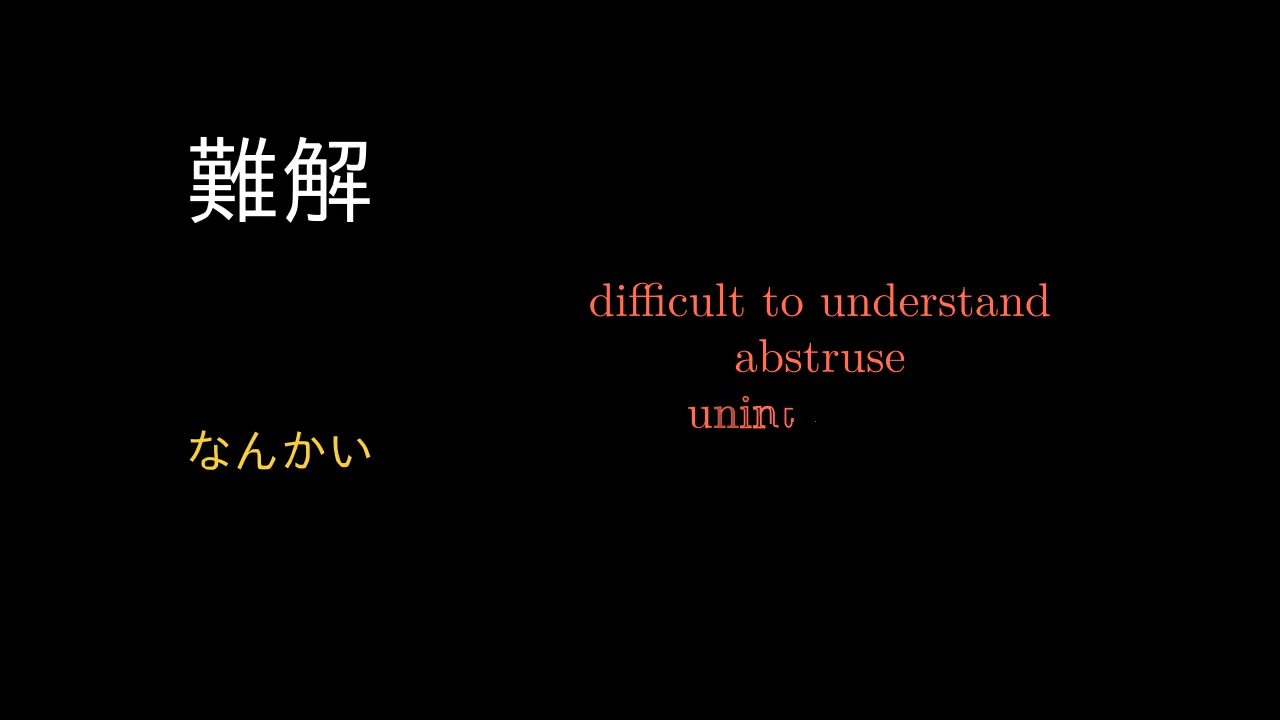 難解
difficult to understand
abstruse
なんかい